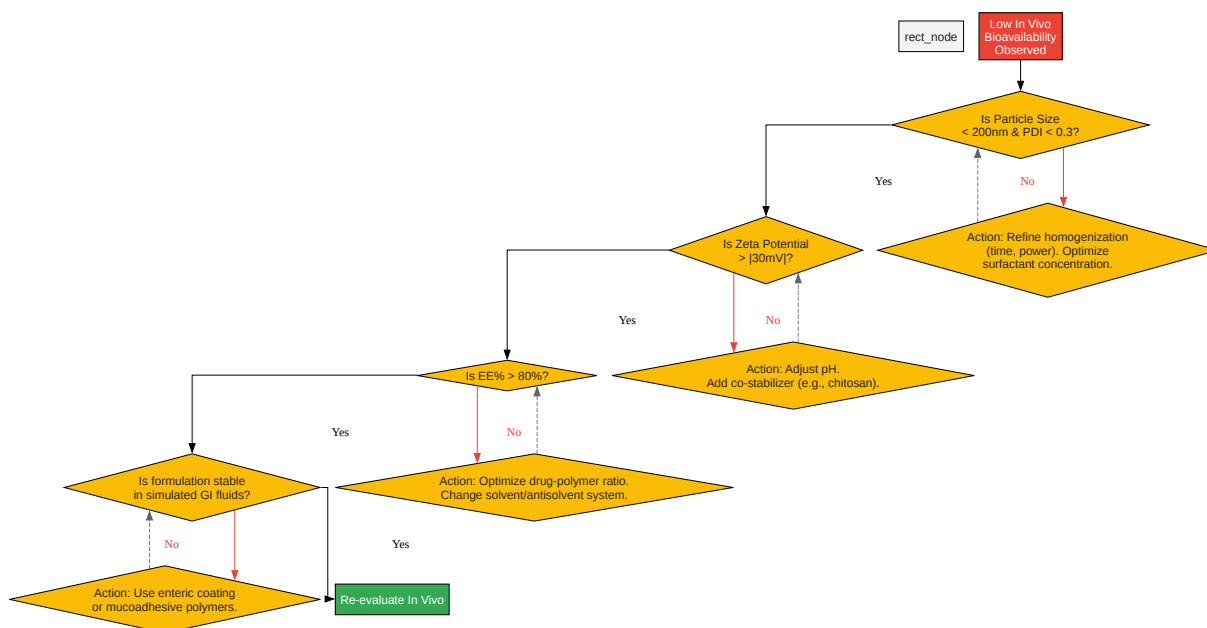 rect_node
Low In Vivo
Bioavailability
Observed
Is Particle Size
< 200nm & PDI < 0.3?
Yes
No
Action: Refine homogenization
(time, power). Optimize
surfactant concentration.
Is Zeta Potential
> |30mV|?
Yes
No
Action: Adjust pH.
Add co-stabilizer (e.g., chitosan).
Is EE% > 80%?
Yes
No
Action: Optimize drug-polymer ratio.
Change solvent/antisolvent system.
Is formulation stable
in simulated GI fluids?
No
Yes
Action: Use enteric coating
or mucoadhesive polymers.
Re-evaluate In Vivo